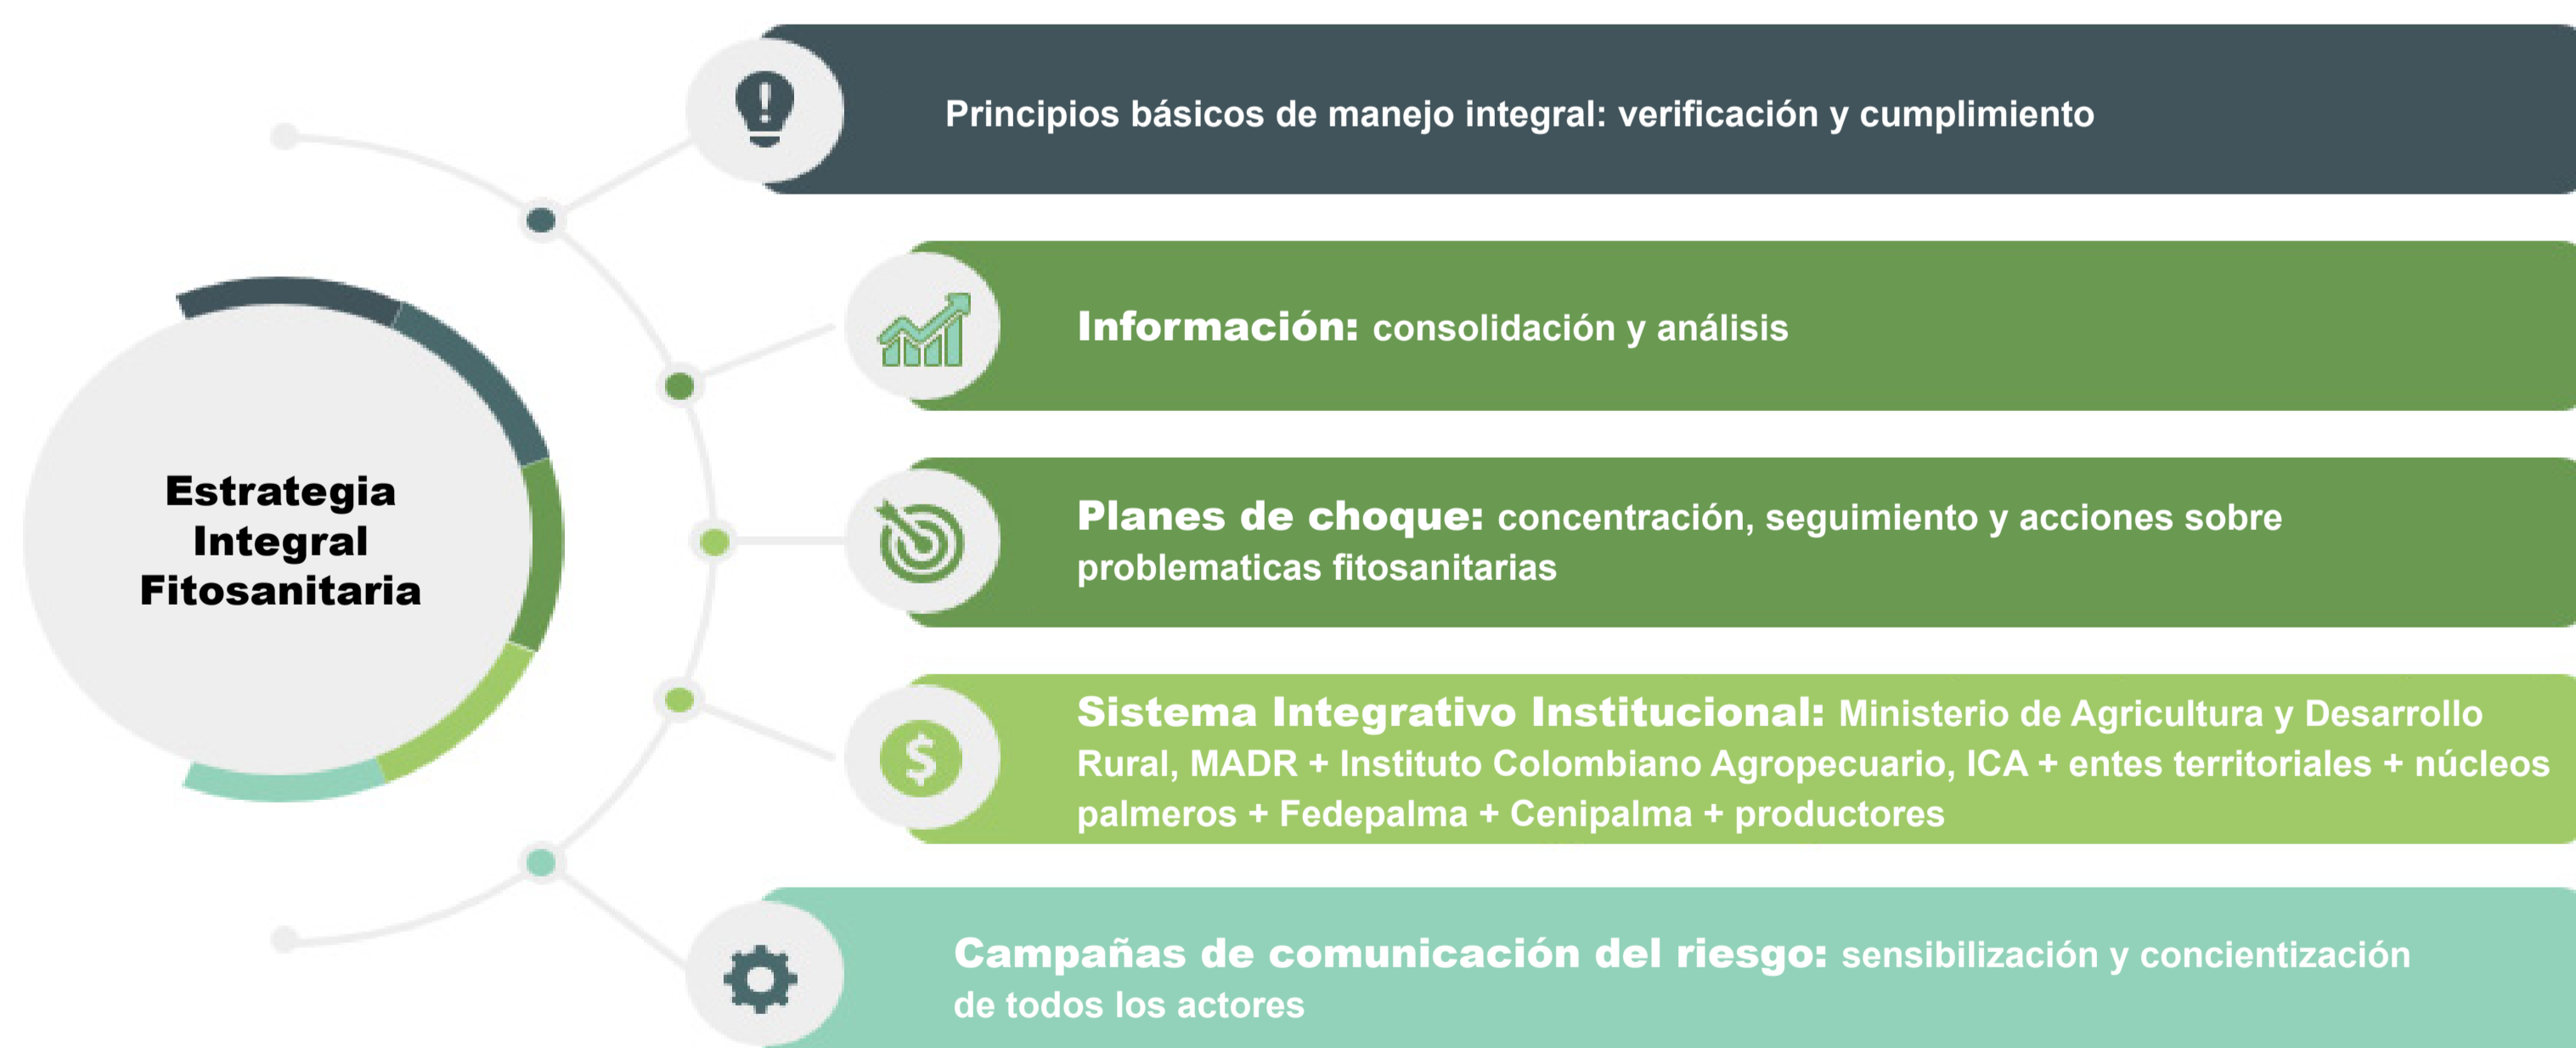 Estrategia
Integral
Fitosanitaria
Principios básicos de manejo integral: verificación y cumplimiento
Información: consolidación y análisis
Planes de choque: concentración, seguimiento y acciones sobre
problematicas fitosanitarias
$
Sistema Integrativo Institucional: Ministerio de Agricultura y Desarrollo
Rural, MADR + Instituto Colombiano Agropecuario, ICA + entes territoriales + núcleos
palmeros + Fedepalma + Cenipalma + productores
Campañas de comunicación del riesgo: sensibilización y concientización
de todos los actores